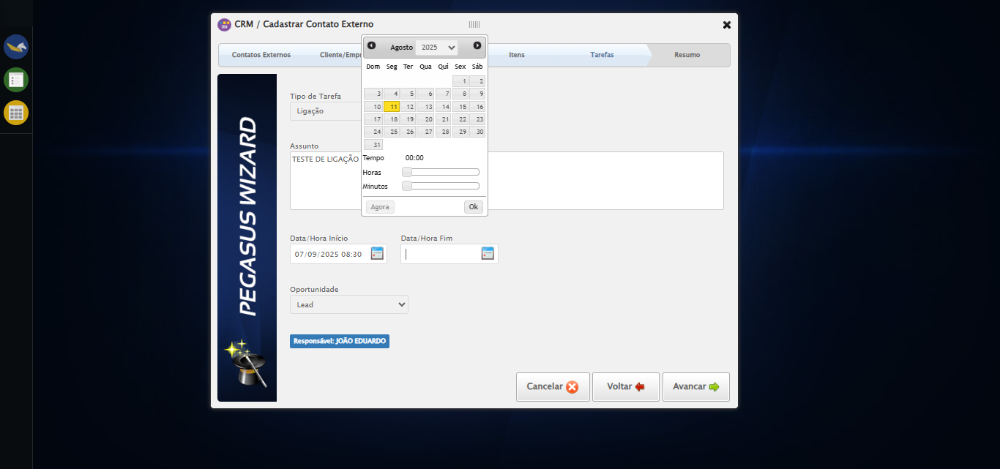 CRM / Cadastrar Contato Externo
Contatos Externos
Cliente/Emp
Itens
Tarefas
Resumo
Agosto 2025
Dom Seg Ter Qua Qui Sex Sáb
1 2
3 4 5 6 7 8 9
10 11 12 13 14 15 16
17 18 19 20 21 22 23
24 25 26 27 28 29 30
31
Tempo 00:00
Horas
Minutos
Agora Ok
PEGASUS WIZARD
Tipo de Tarefa
Ligação
Assunto
TESTE DE LIGAÇÃO
Data/Hora Início
07/09/2025 08:30
Data/Hora Fim
Oportunidade
Lead
Responsável: JOÃO EDUARDO
Cancelar
Voltar
Avancar